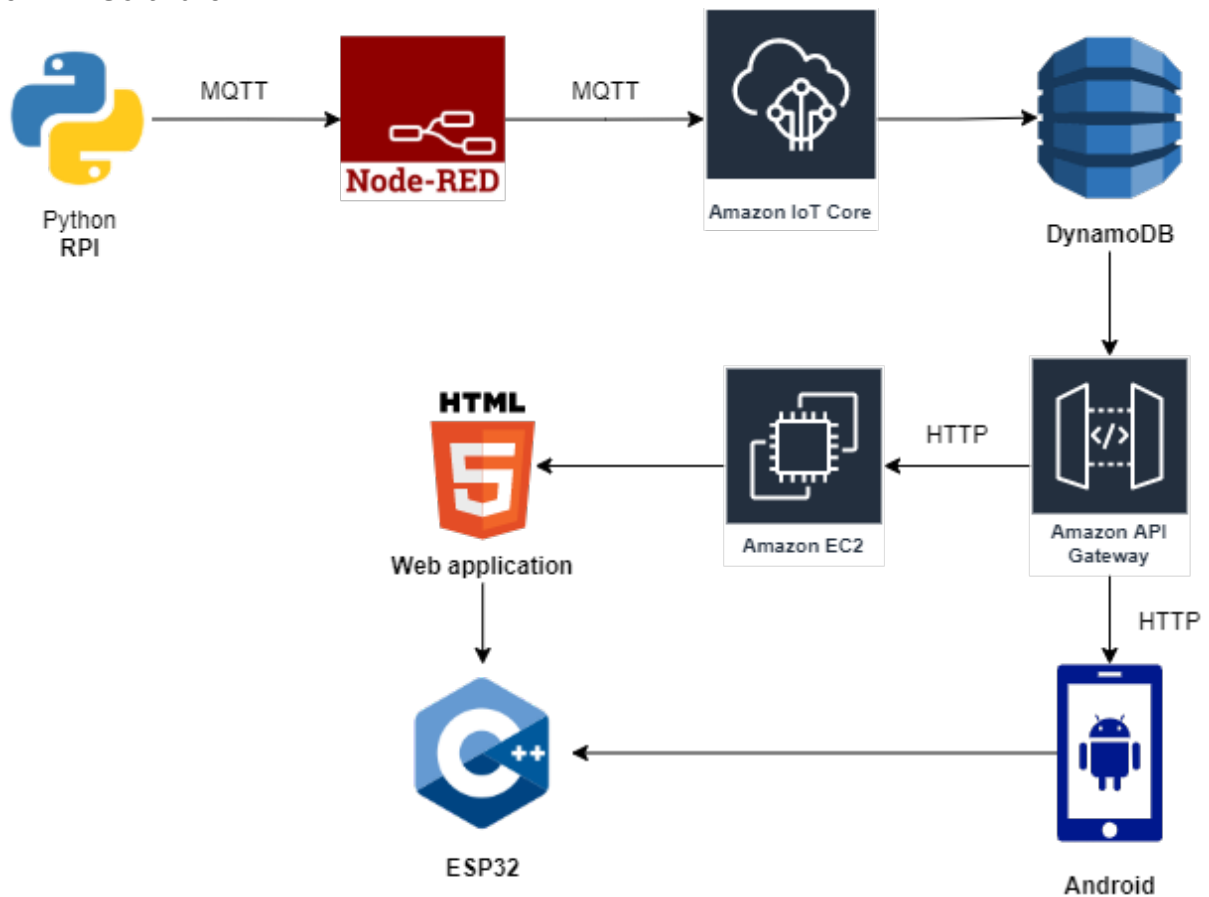 MQTT
MQTT
Node-RED
Amazon IoT Core
Python
RPI
DynamoDB
HTML
5
HTTP
</>
Amazon EC2
Amazon API
Gateway
Web application
HTTP
C++
ESP32
Android